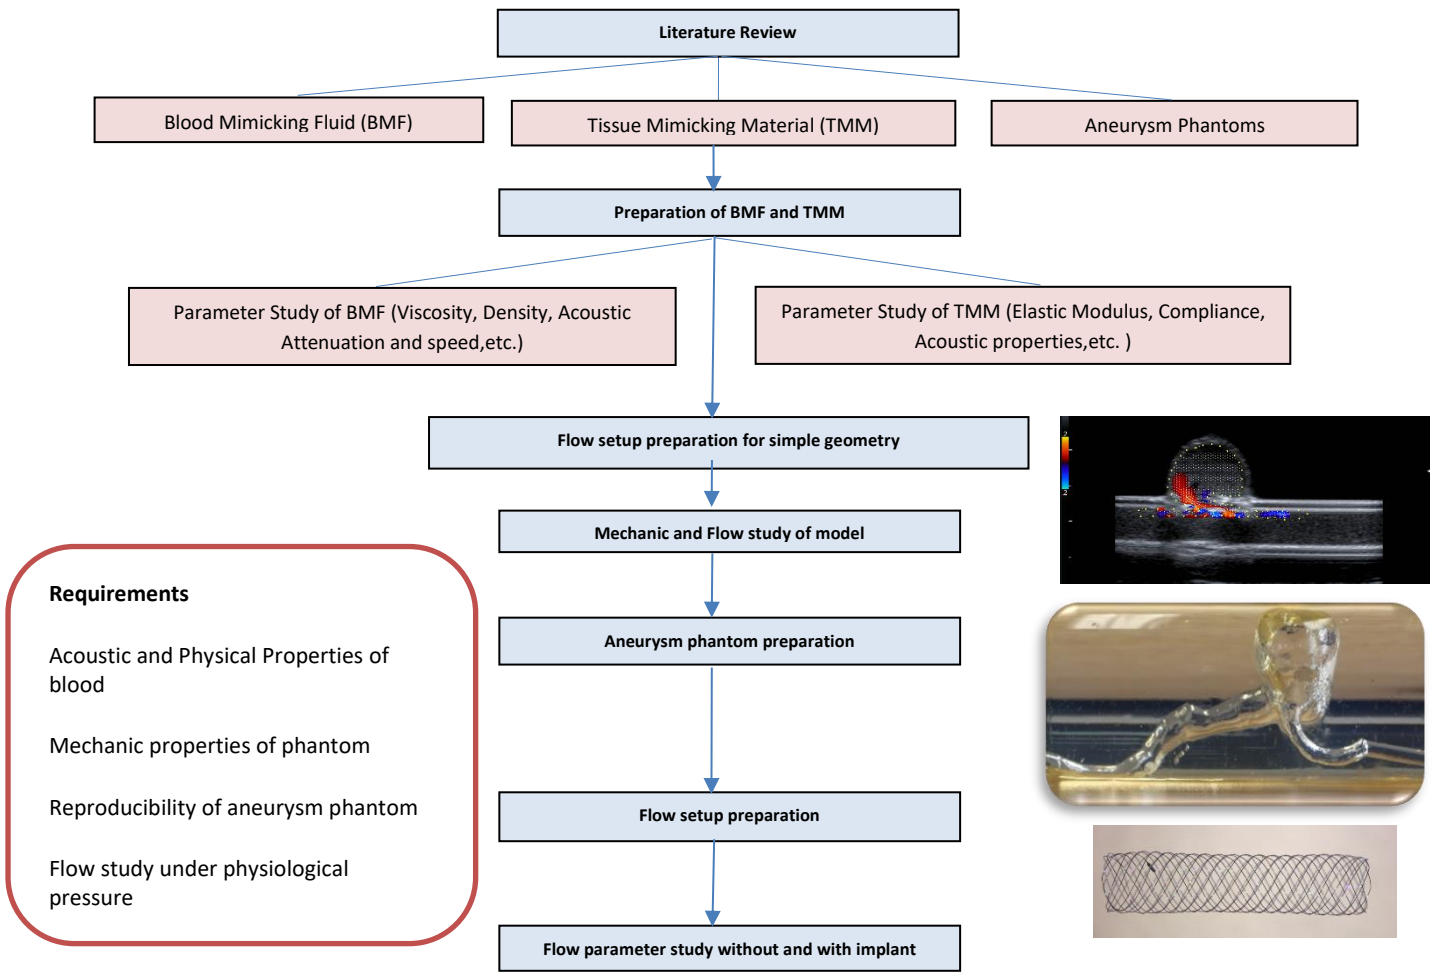 Literature Review
Blood Mimicking Fluid (BMF)
Tissue Mimicking Material (TMM)
Aneurysm Phantoms
Preparation of BMF and TMM
Parameter Study of BMF (Viscosity, Density, Acoustic
Attenuation and speed,etc.)
Parameter Study of TMM (Elastic Modulus, Compliance,
Acoustic properties,etc. )
Flow setup preparation for simple geometry
2
2
Mechanic and Flow study of model
Requirements
Acoustic and Physical Properties of
blood
Mechanic properties of phantom
Reproducibility of aneurysm phantom
Flow study under physiological
pressure
Aneurysm phantom preparation
Flow setup preparation
Flow parameter study without and with implant